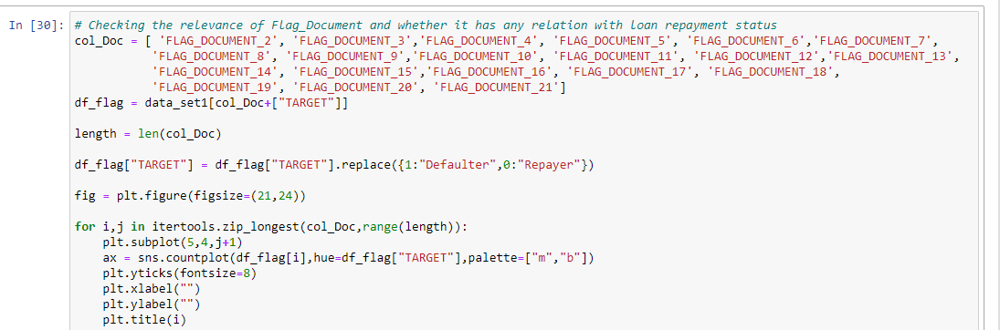 In [30]: # Checking the relevance of Flag_Document and whether it has any relation with loan repayment status
col_Doc = [ 'FLAG_DOCUMENT_2', 'FLAG_DOCUMENT_3','FLAG_DOCUMENT_4', 'FLAG_DOCUMENT_5', 'FLAG_DOCUMENT_6','FLAG_DOCUMENT_7',
           'FLAG_DOCUMENT_8', 'FLAG_DOCUMENT_9','FLAG_DOCUMENT_10', 'FLAG_DOCUMENT_11', 'FLAG_DOCUMENT_12','FLAG_DOCUMENT_13',
           'FLAG_DOCUMENT_14', 'FLAG_DOCUMENT_15','FLAG_DOCUMENT_16', 'FLAG_DOCUMENT_17', 'FLAG_DOCUMENT_18',
           'FLAG_DOCUMENT_19', 'FLAG_DOCUMENT_20', 'FLAG_DOCUMENT_21']
df_flag = data_set1[col_Doc+["TARGET"]]
length = len(col_Doc)
df_flag["TARGET"] = df_flag["TARGET"].replace({1:"Defaulter",0:"Repayer"})
fig = plt.figure(figsize=(21,24))
for i,j in itertools.zip_longest(col_Doc,range(length)):
    plt.subplot(5,4,j+1)
    ax = sns.countplot(df_flag[i],hue=df_flag["TARGET"],palette=["m","b"])
    plt.yticks(fontsize=8)
    plt.xlabel("")
    plt.ylabel("")
    plt.title(i)